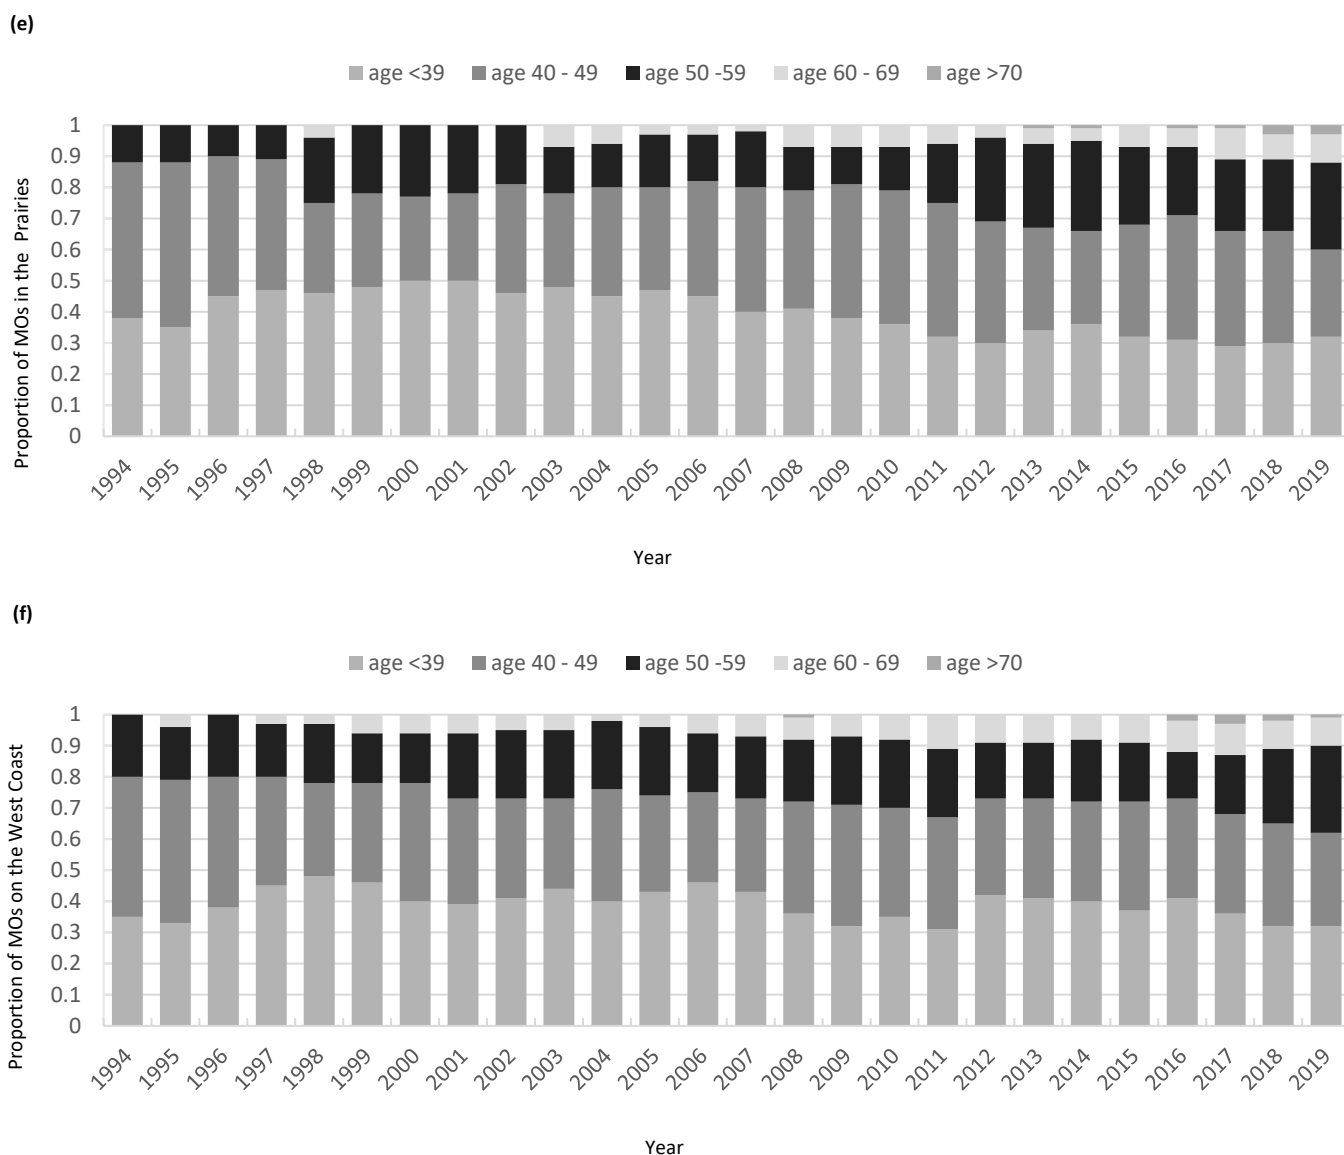 (e)
age <39 age 40 - 49 age 50 -59 age 60 - 69 age >70
Proportion of MOs in the Prairies
1
0.9
0.8
0.7
0.6
0.5
0.4
0.3
0.2
0.1
0
1994 1995 1996 1997 1998 1999 2000 2001 2002 2003 2004 2005 2006 2007 2008 2009 2010 2011 2012 2013 2014 2015 2016 2017 2018 2019
Year
(f)
age <39 age 40 - 49 age 50 -59 age 60 - 69 age >70
Proportion of MOs on the West Coast
1
0.9
0.8
0.7
0.6
0.5
0.4
0.3
0.2
0.1
0
1994 1995 1996 1997 1998 1999 2000 2001 2002 2003 2004 2005 2006 2007 2008 2009 2010 2011 2012 2013 2014 2015 2016 2017 2018 2019
Year